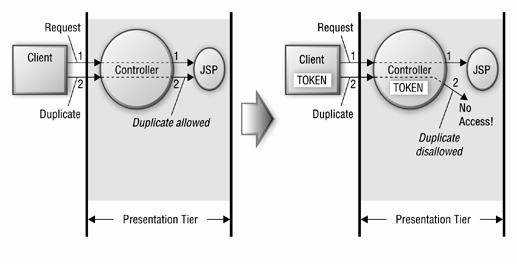 Request
1
Client
Controller
1
JSP
2
2
Duplicate
Duplicate allowed
Presentation Tier
Request
1
Client
TOKEN
Controller
TOKEN
1
JSP
2
2
No
Access!
Duplicate
Duplicate
disallowed
Presentation Tier